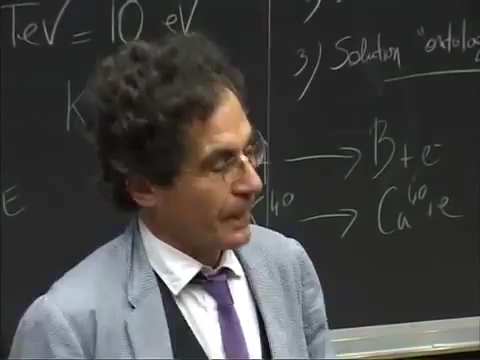 TeV = 10 eV
3) Solution "ontolog
K
→ B + e⁻
E
40 → Ca⁴⁰ + e